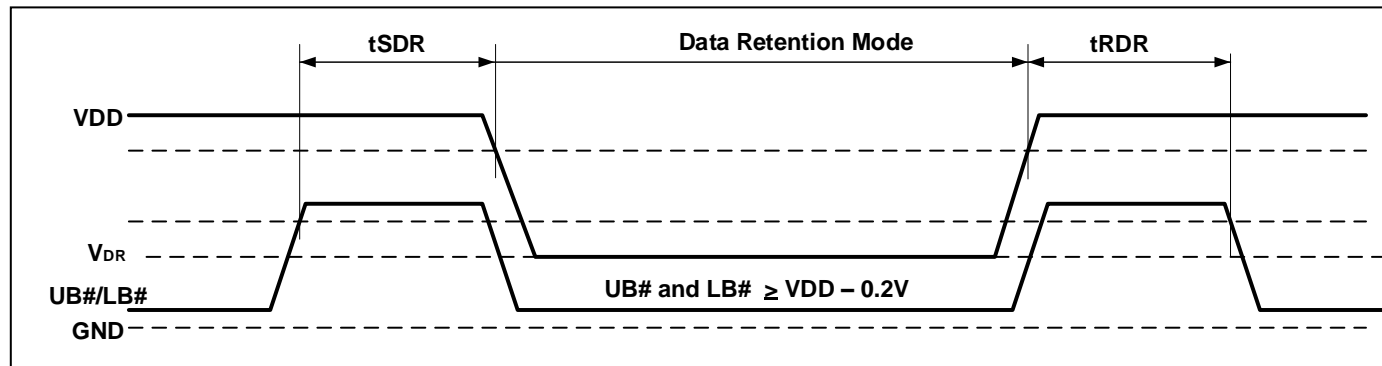 tSDR Data Retention Mode tRDR
VDD
VDR
UB#/LB# UB# and LB# ≥ VDD – 0.2V
GND